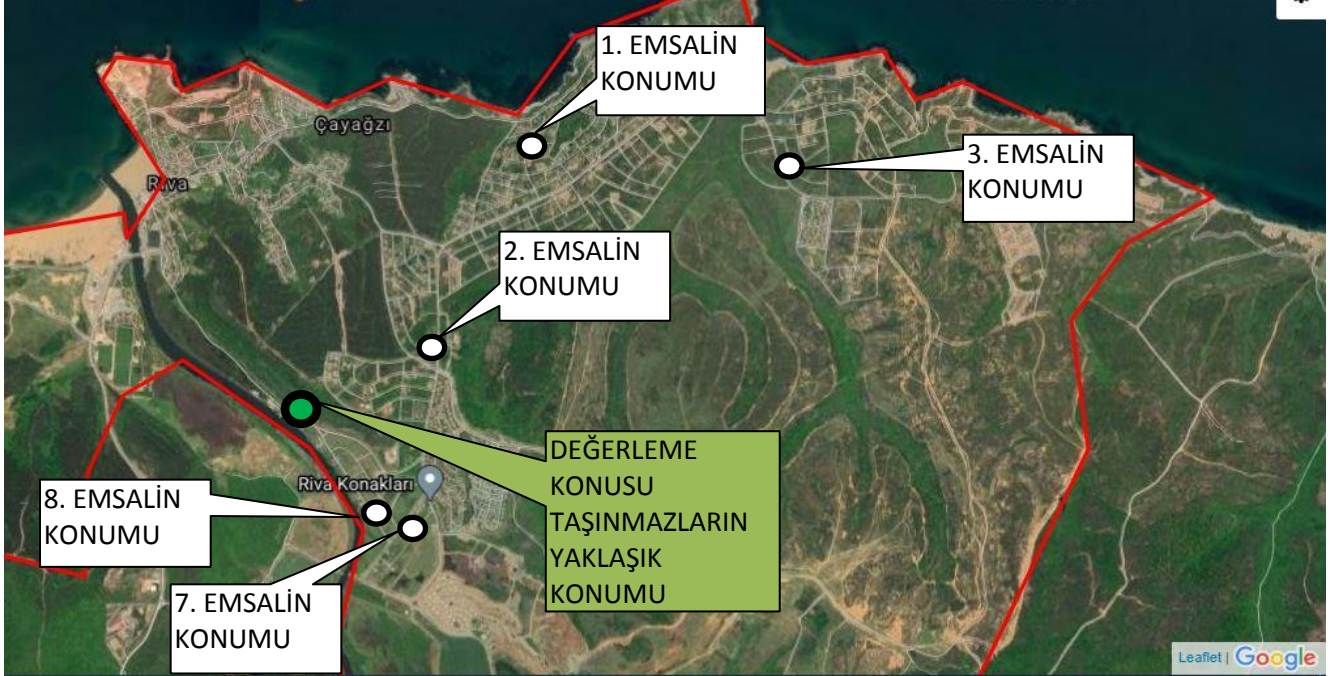 1. EMSALİN
KONUMU
Çayağzı
3. EMSALİN
KONUMU
Riva
2. EMSALİN
KONUMU
DEĞERLEME
KONUSU
TAŞINMAZLARIN
YAKLAŞIK
KONUMU
Riva Konakları
8. EMSALİN
KONUMU
7. EMSALİN
KONUMU
Leaflet | Google